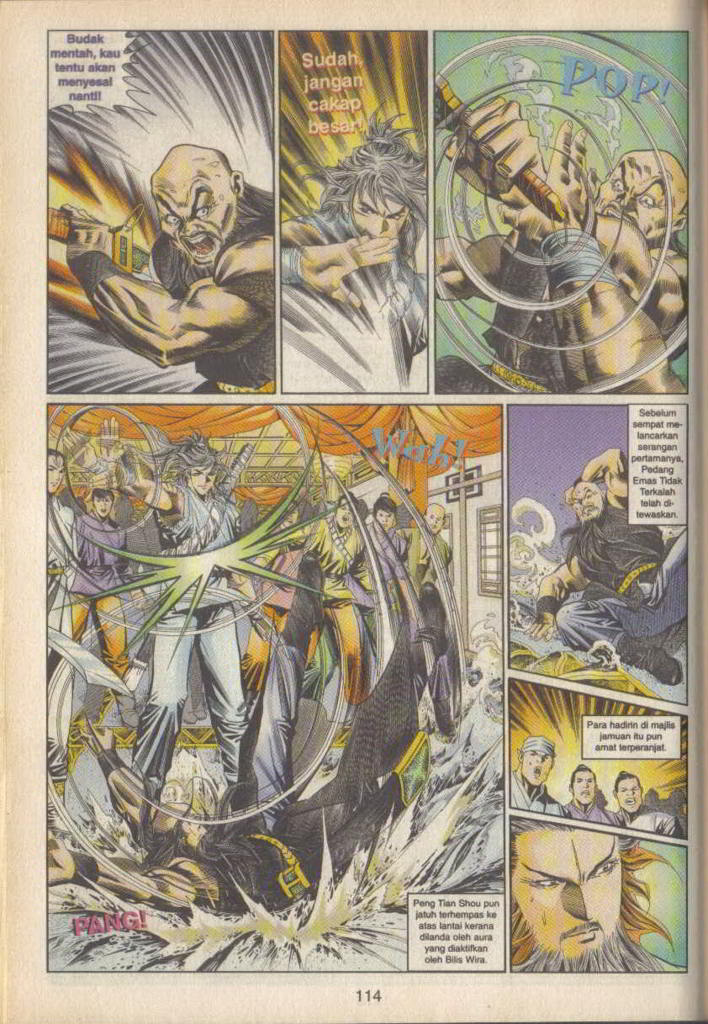 Budak
mentah, kau
tentu akan
menyesal
nanti!
Sudah,
jangan
cakap
besar!
POP!
Wah!
Sebelum
sempat me-
lancarkan
serangan
pertamanya,
Pedang
Emas Tidak
Terkalah
telah di-
tewaskan.
Para hadirin di majlis
jamuan itu pun
amat terperanjat.
PANG!
Peng Tian Shou pun
jatuh terhempas ke
atas lantai kerana
dilanda oleh aura
yang diaktifkan
oleh Bilis Wira.
114